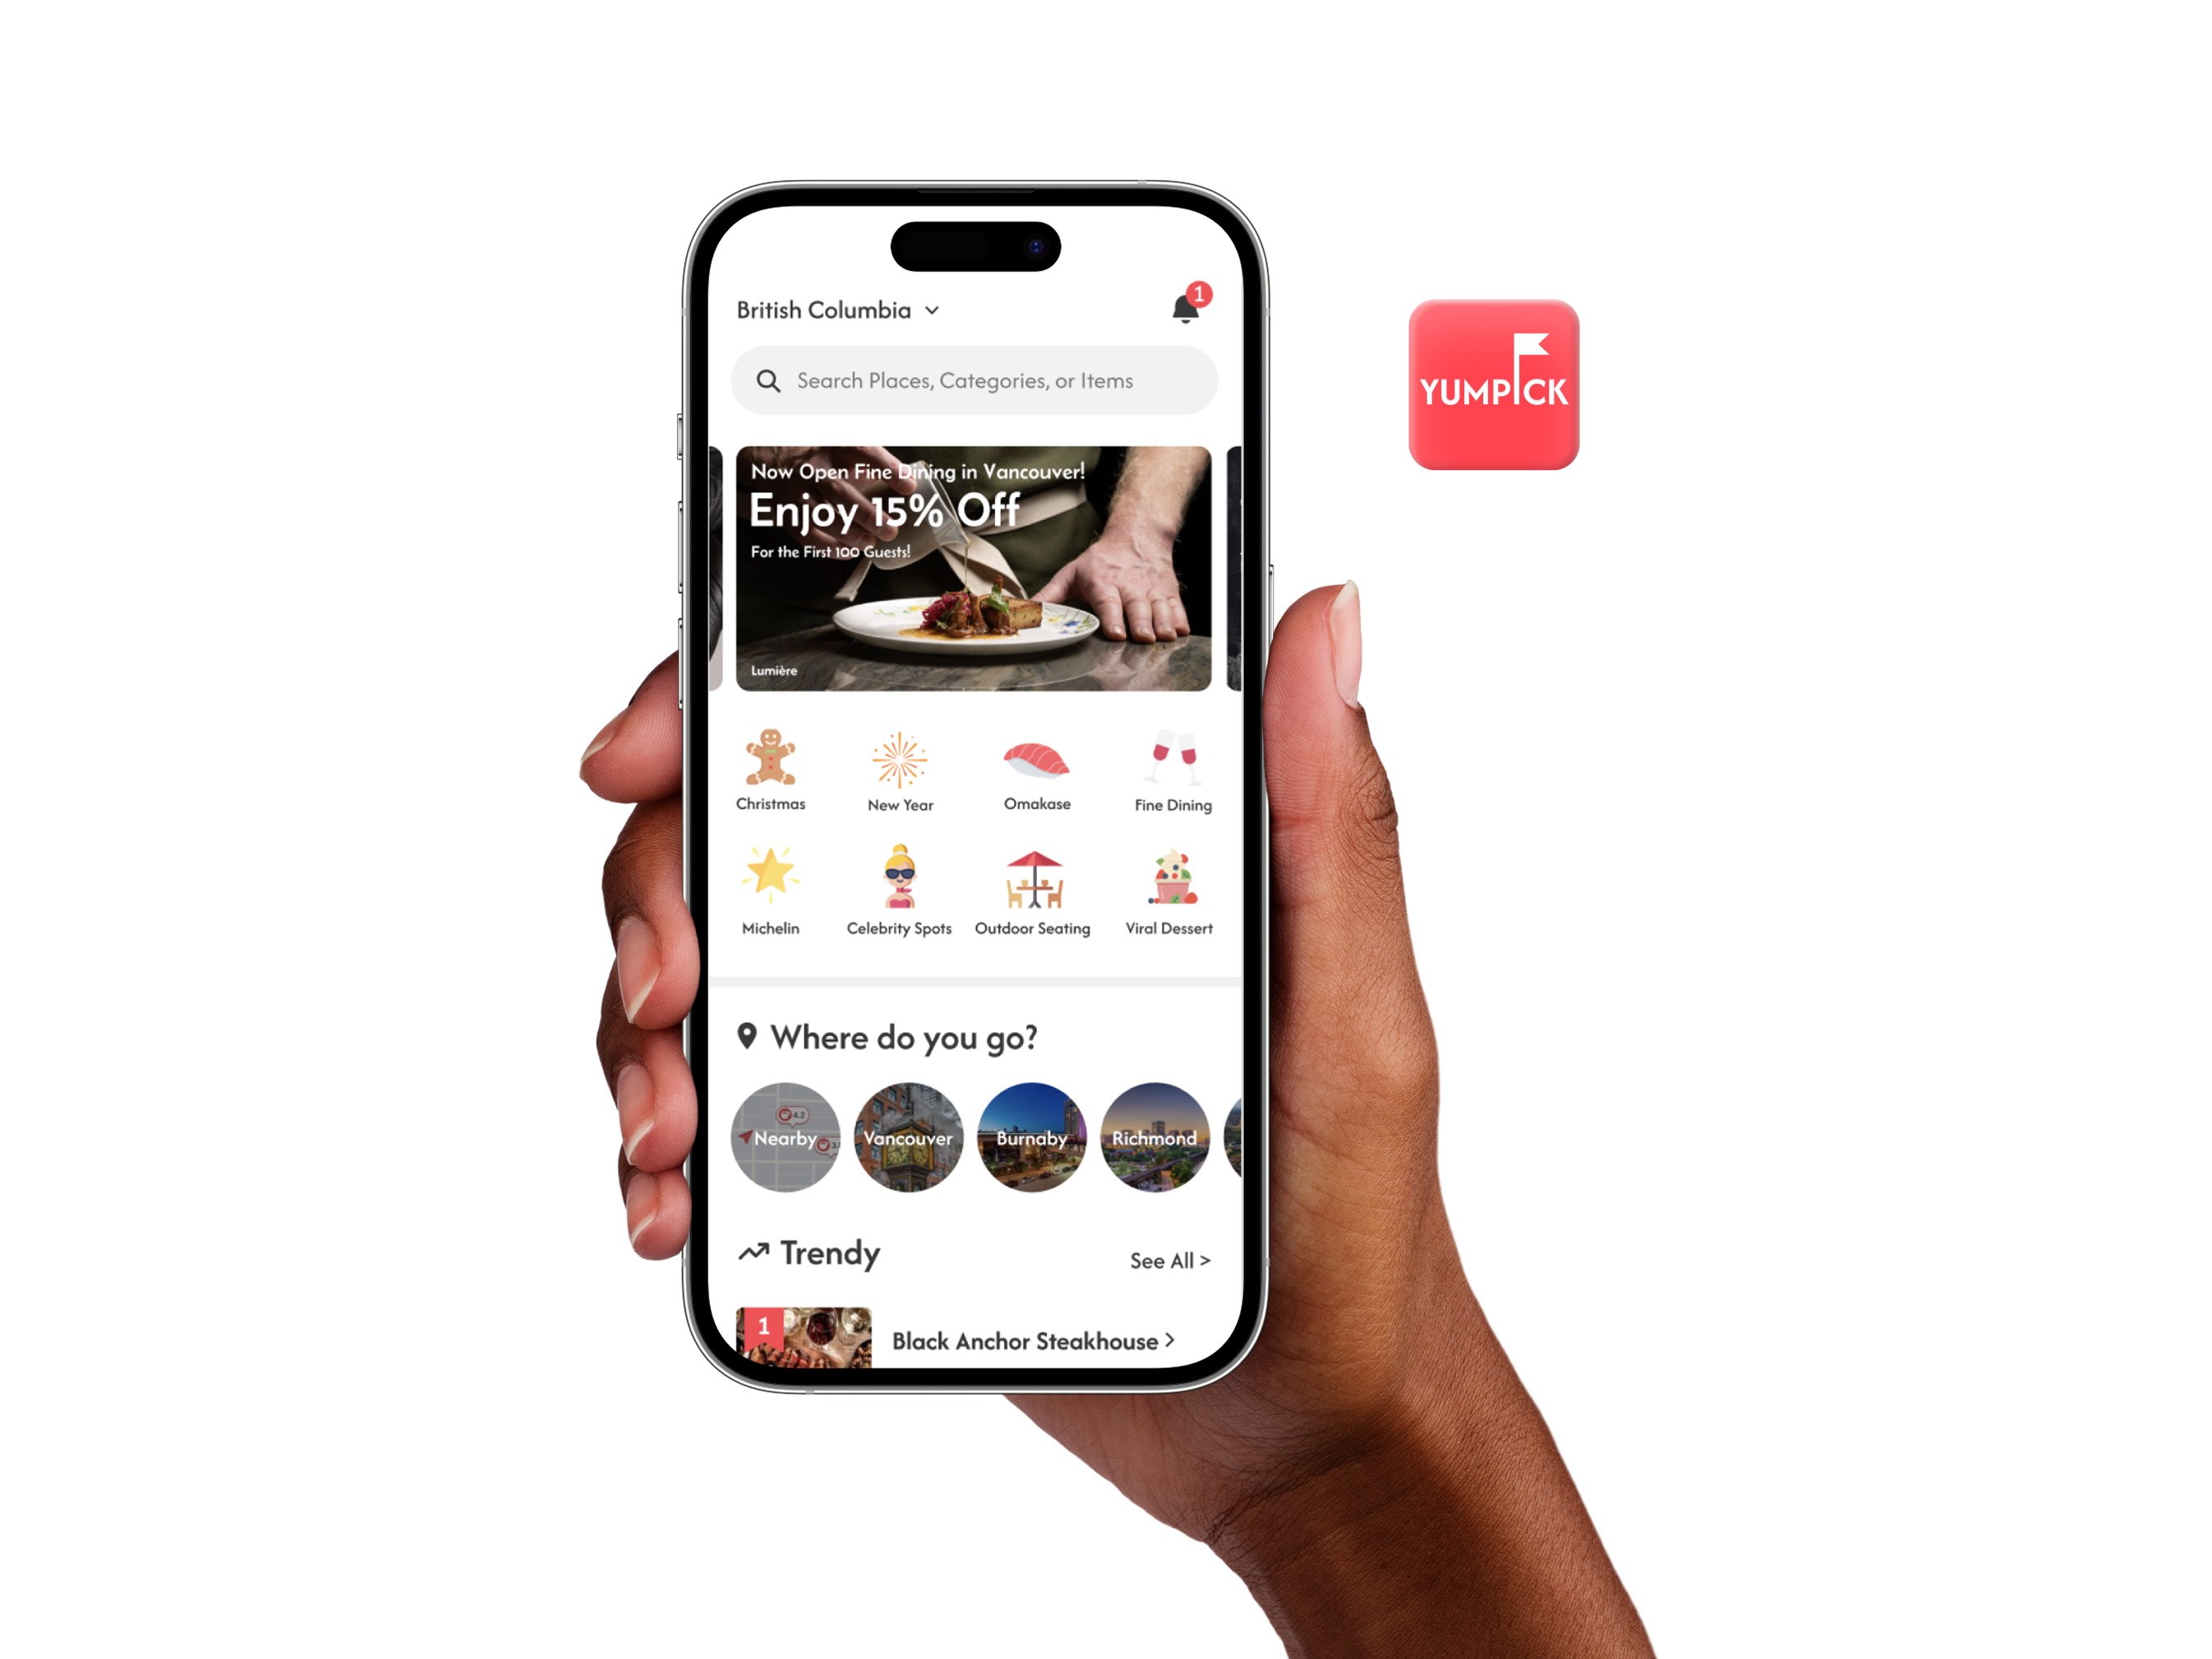 British Columbia
1
Search Places, Categories, or Items
YUMPICK
Now Open Fine Dining in Vancouver!
Enjoy 15% Off
For the First 100 Guests!
Lumière
Christmas
New Year
Omakase
Fine Dining
Michelin
Celebrity Spots
Outdoor Seating
Viral Dessert
Where do you go?
4.2
Nearby
Vancouver
Burnaby
Richmond
Trendy
See All >
1
Black Anchor Steakhouse >